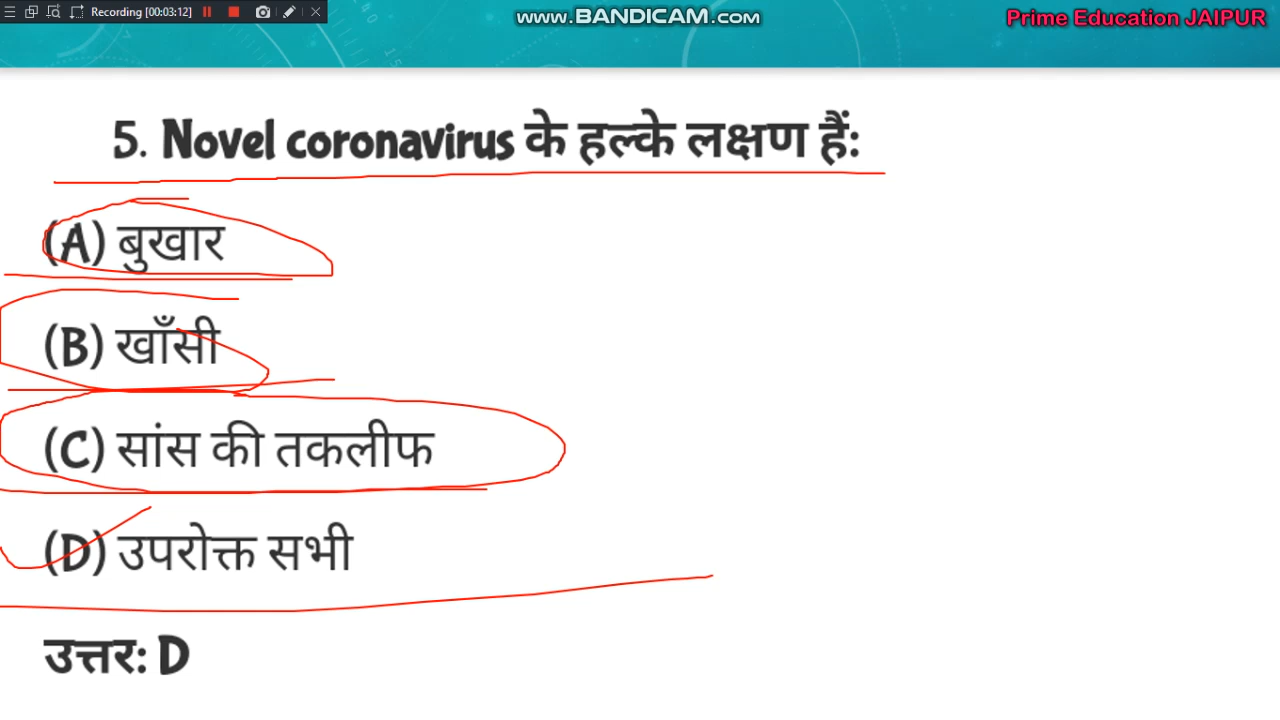 Recording [00:03:12]
www.BANDICAM.com
Prime Education JAIPUR
5. Novel coronavirus के हल्के लक्षण हैं:
(A) बुखार
(B) खाँसी
(C) सांस की तकलीफ
(D) उपरोक्त सभी
उत्तर: D